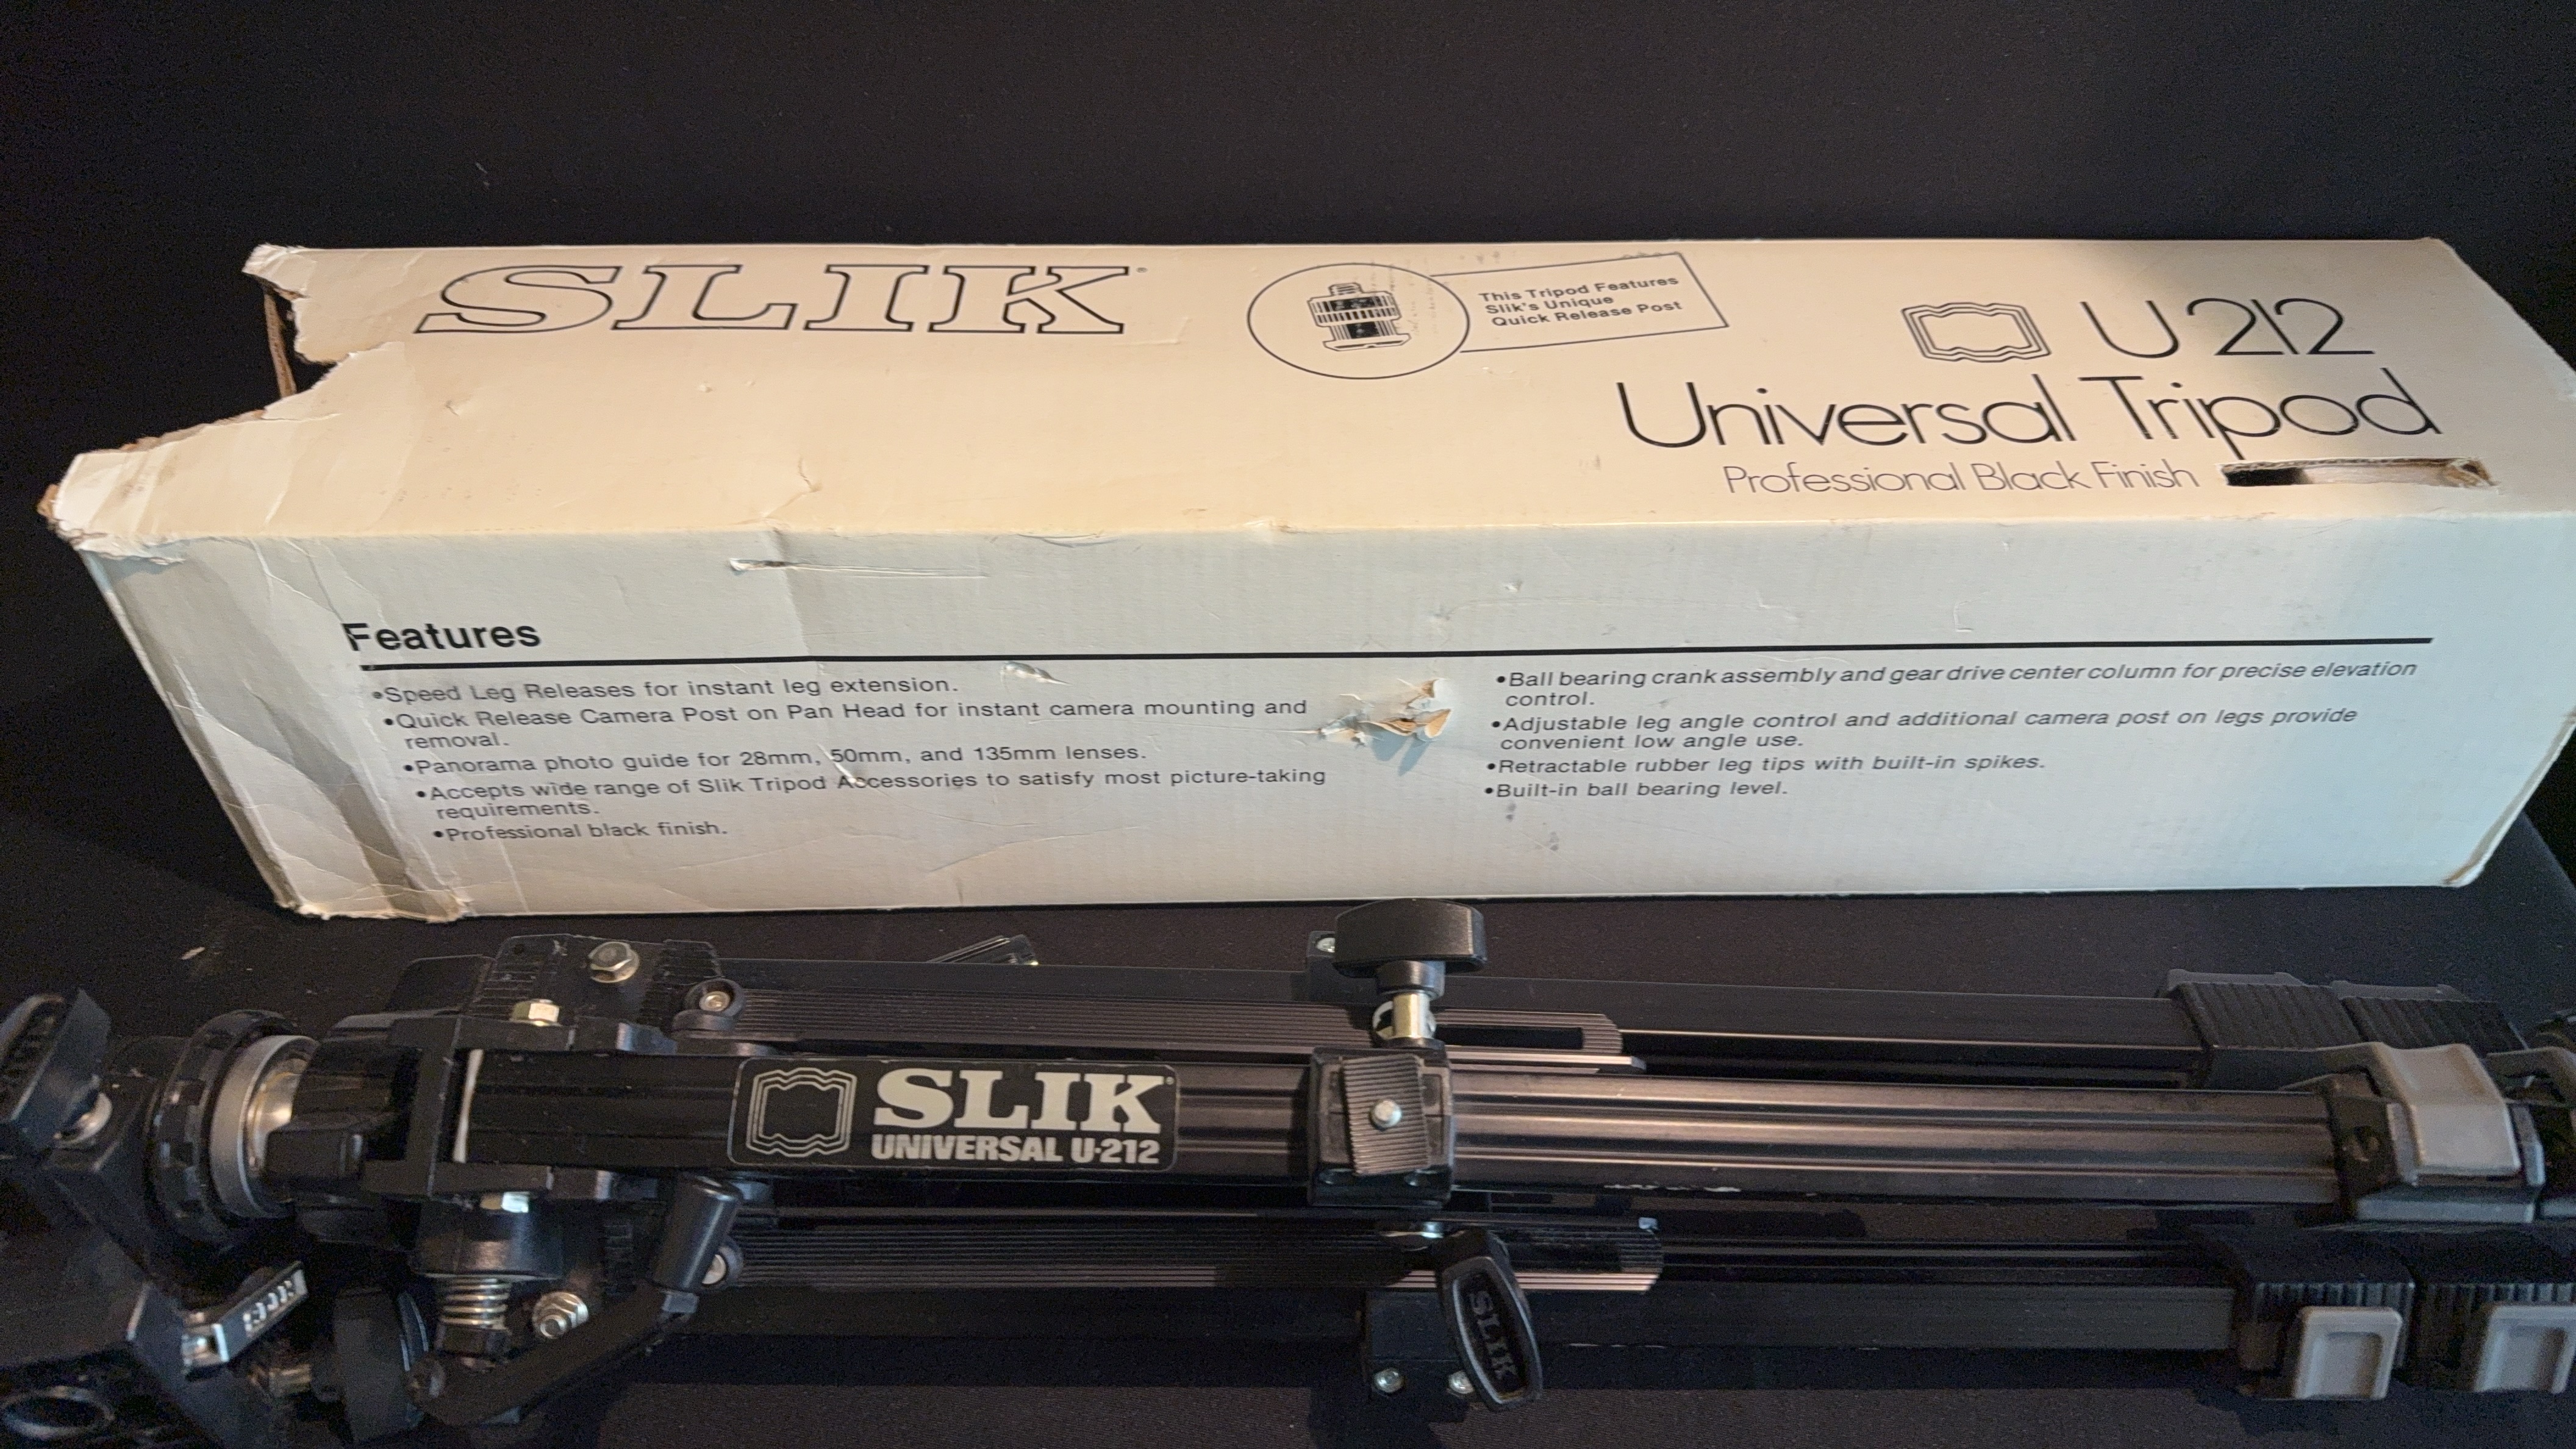 SLIK
This Tripod Features
Slik's Unique
Quick Release Post
U 212
Universal Tripod
Professional Black Finish
Features
•Speed Leg Releases for instant leg extension.
•Quick Release Camera Post on Pan Head for instant camera mounting and
removal.
•Panorama photo guide for 28mm, 50mm, and 135mm lenses.
•Accepts wide range of Slik Tripod Accessories to satisfy most picture-taking
requirements.
•Professional black finish.
•Ball bearing crank assembly and gear drive center column for precise elevation
control.
•Adjustable leg angle control and additional camera post on legs provide
convenient low angle use.
•Retractable rubber leg tips with built-in spikes.
•Built-in ball bearing level.
SLIK
UNIVERSAL U-212
SLIK